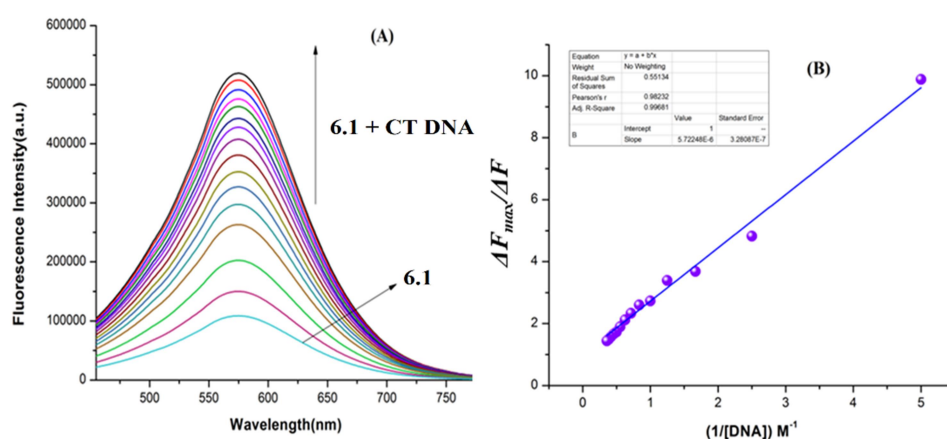 (A)
600000
500000
400000
300000
200000
100000
0
Fluorescence Intensity(a.u.)
6.1 + CT DNA
6.1
500
550
600
650
700
750
Wavelength(nm)
(B)
Equation y = a + b*x
Weight No Weighting
Residual Sum of Squares 0.55134
Pearson's r 0.98232
Adj. R-Square 0.99681
Value Standard Error
B Intercept 1 --
Slope 5.72248E-6 3.28087E-7
12
10
8
6
4
2
0
ΔFmax/ΔF
0
1
2
3
4
5
(1/[DNA]) M-1